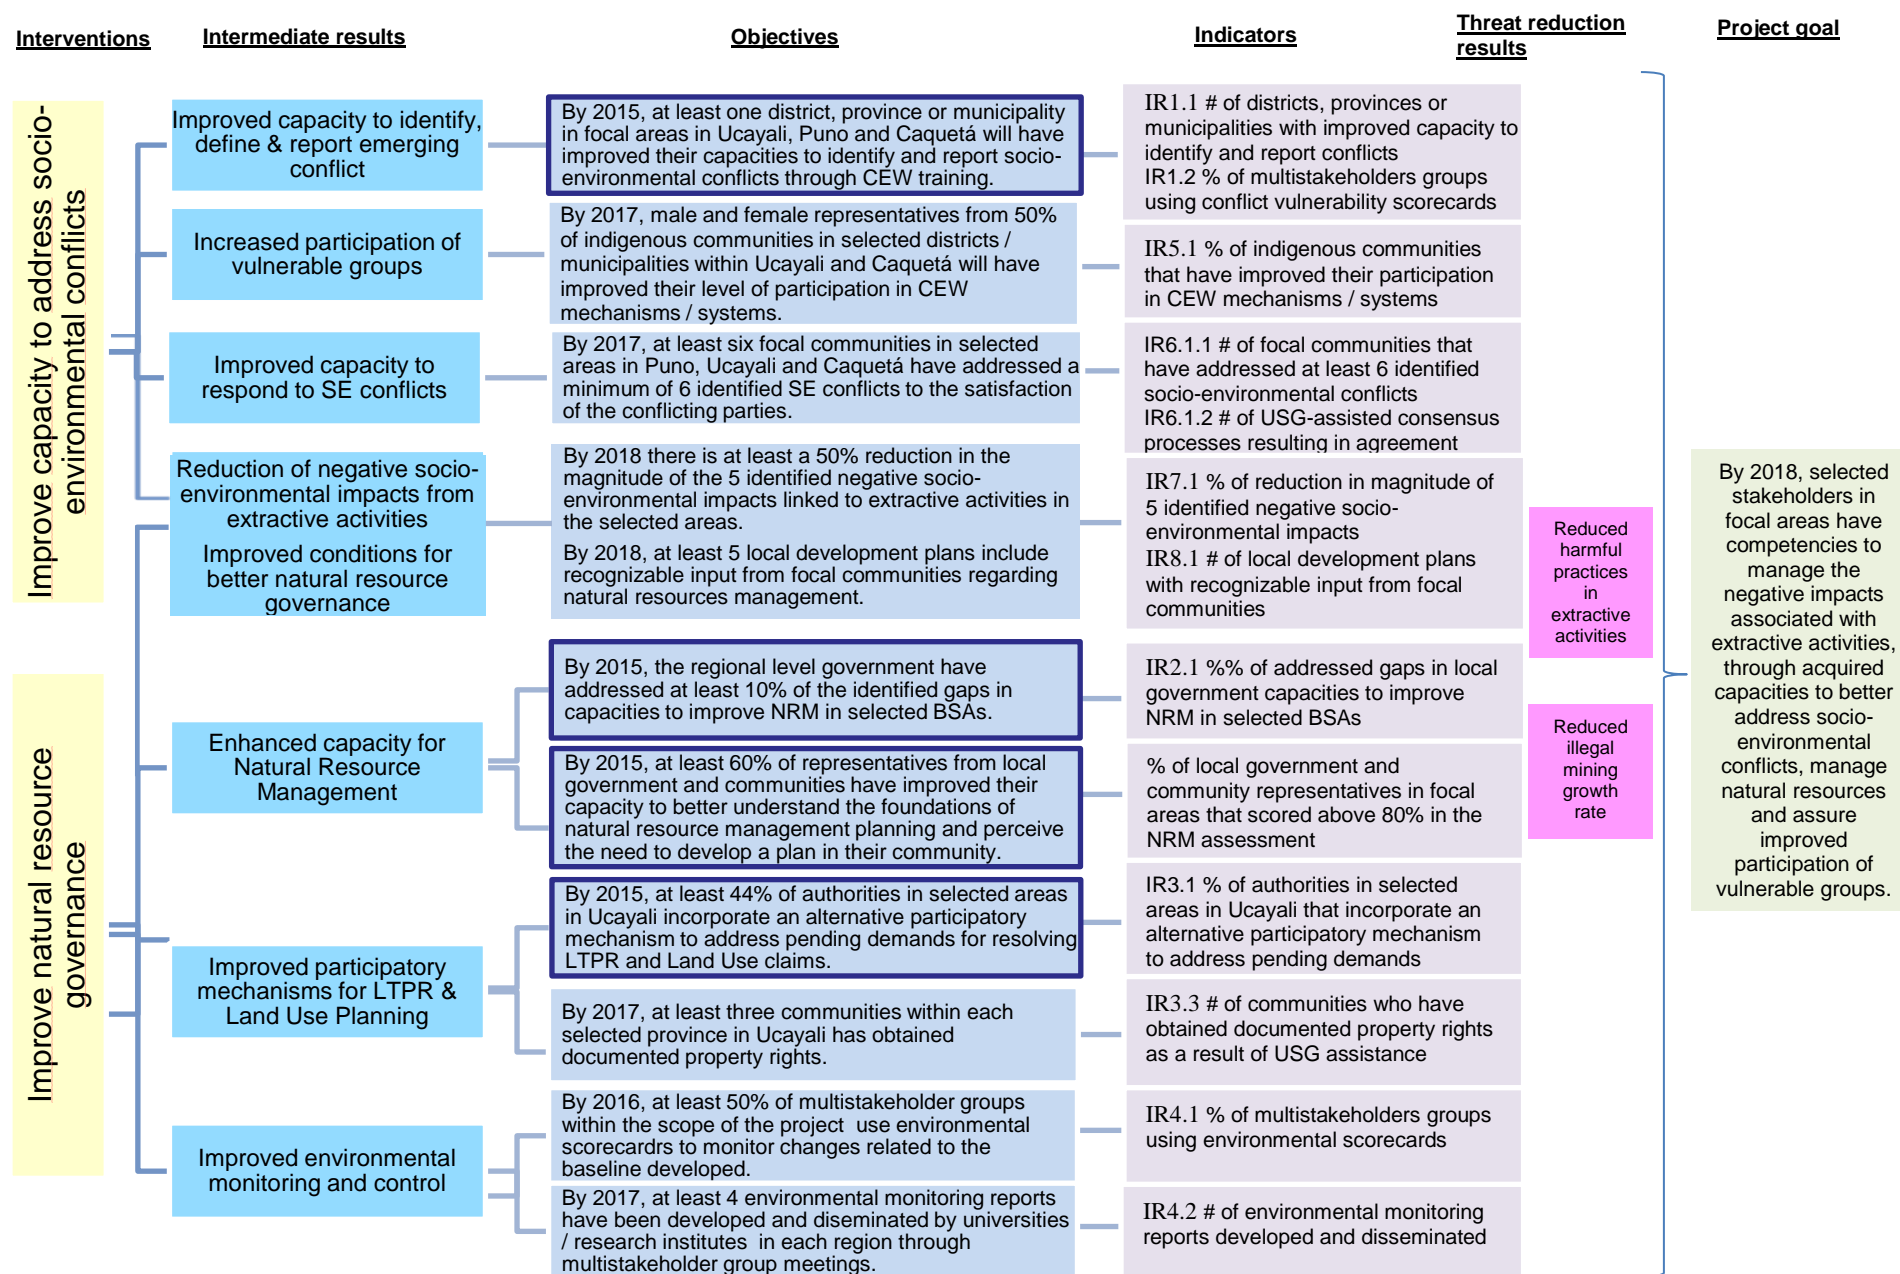 Interventions
Intermediate results
Objectives
Indicators
Threat reduction
results
Project goal
Improve capacity to address socio-
environmental conflicts
Improved capacity to identify,
define & report emerging
conflict
By 2015, at least one district, province or municipality
in focal areas in Ucayali, Puno and Caquetá will have
improved their capacities to identify and report socio-
environmental conflicts through CEW training.
IR1.1 # of districts, provinces or
municipalities with improved capacity to
identify and report conflicts
IR1.2 % of multistakeholders groups
using conflict vulnerability scorecards
Increased participation of
vulnerable groups
By 2017, male and female representatives from 50%
of indigenous communities in selected districts /
municipalities within Ucayali and Caquetá will have
improved their level of participation in CEW
mechanisms / systems.
IR5.1 % of indigenous communities
that have improved their participation
in CEW mechanisms / systems
Improved capacity to
respond to SE conflicts
By 2017, at least six focal communities in selected
areas in Puno, Ucayali and Caquetá have addressed a
minimum of 6 identified SE conflicts to the satisfaction
of the conflicting parties.
IR6.1.1 # of focal communities that
have addressed at least 6 identified
socio-environmental conflicts
IR6.1.2 # of USG-assisted consensus
processes resulting in agreement
Reduction of negative socio-
environmental impacts from
extractive activities
Improved conditions for
better natural resource
governance
By 2018 there is at least a 50% reduction in the
magnitude of the 5 identified negative socio-
environmental impacts linked to extractive activities in
the selected areas.
By 2018, at least 5 local development plans include
recognizable input from focal communities regarding
natural resources management.
IR7.1 % of reduction in magnitude of
5 identified negative socio-
environmental impacts
IR8.1 # of local development plans
with recognizable input from focal
communities
Improve natural resource
governance
Enhanced capacity for
Natural Resource
Management
By 2015, the regional level government have
addressed at least 10% of the identified gaps in
capacities to improve NRM in selected BSAs.
IR2.1 %% of addressed gaps in local
government capacities to improve
NRM in selected BSAs
By 2015, at least 60% of representatives from local
government and communities have improved their
capacity to better understand the foundations of
natural resource management planning and perceive
the need to develop a plan in their community.
% of local government and
community representatives in focal
areas that scored above 80% in the
NRM assessment
Improved participatory
mechanisms for LTPR &
Land Use Planning
By 2015, at least 44% of authorities in selected areas
in Ucayali incorporate an alternative participatory
mechanism to address pending demands for resolving
LTPR and Land Use claims.
IR3.1 % of authorities in selected
areas in Ucayali that incorporate an
alternative participatory mechanism
to address pending demands
By 2017, at least three communities within each
selected province in Ucayali has obtained
documented property rights.
IR3.3 # of communities who have
obtained documented property rights
as a result of USG assistance
Improved environmental
monitoring and control
By 2016, at least 50% of multistakeholder groups
within the scope of the project use environmental
scorecardrs to monitor changes related to the
baseline developed.
IR4.1 % of multistakeholders groups
using environmental scorecards
By 2017, at least 4 environmental monitoring reports
have been developed and diseminated by universities
/ research institutes in each region through
multistakeholder group meetings.
IR4.2 # of environmental monitoring
reports developed and disseminated
Reduced
harmful
practices
in
extractive
activities
Reduced
illegal
mining
growth
rate
By 2018, selected
stakeholders in
focal areas have
competencies to
manage the
negative impacts
associated with
extractive activities,
through acquired
capacities to better
address socio-
environmental
conflicts, manage
natural resources
and assure
improved
participation of
vulnerable groups.